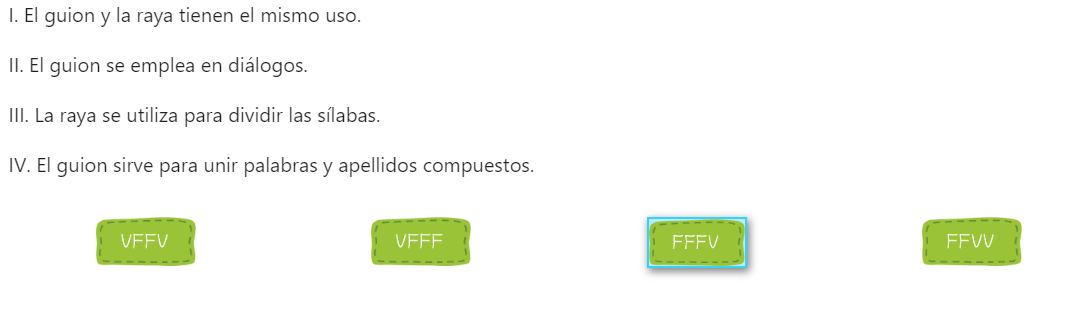 I. El guion y la raya tienen el mismo uso.
II. El guion se emplea en diálogos.
III. La raya se utiliza para dividir las sílabas.
IV. El guion sirve para unir palabras y apellidos compuestos.
VFFV VFFF FFFV FFVV